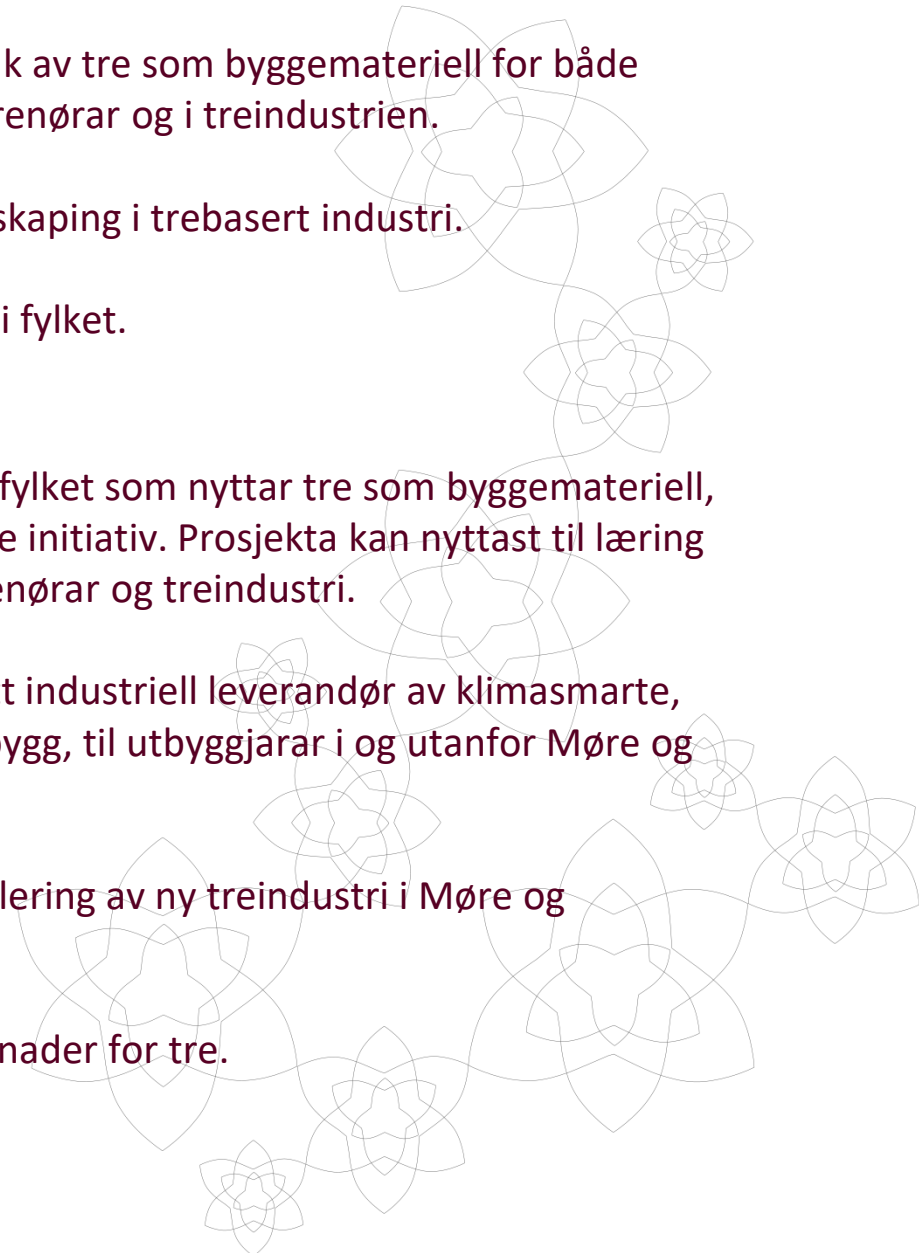 k av tre som byggemateriell for både
renørar og i treindustrien.
skaping i trebasert industri.
i fylket.
fylket som nyttar tre som byggemateriell,
e initiativ. Prosjekta kan nyttast til læring
enørar og treindustri.
t industriell leverandør av klimasmarte,
bygg, til utbyggjarar i og utanfor Møre og
lering av ny treindustri i Møre og
nader for tre.